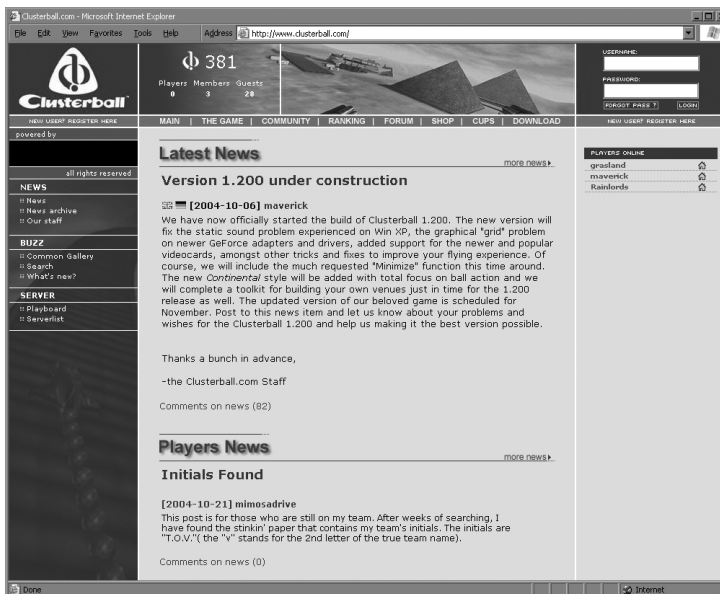 Clusterball.com - Microsoft Internet Explorer
File Edit View Favorites Tools Help Address http://www.clusterball.com/
381
Players Members Guests
0 3 28
Clusterball
USERNAME:
PASSWORD:
FORGOT PASS ? LOGIN
NEW USER? REGISTER HERE
MAIN | THE GAME | COMMUNITY | RANKING | FORUM | SHOP | CUPS | DOWNLOAD
NEW USER? REGISTER HERE
powered by
all rights reserved
NEWS
News
News archive
Our staff
BUZZ
Common Gallery
Search
What's new?
SERVER
Playboard
Serverlist
Latest News
more news
Version 1.200 under construction
[2004-10-06] maverick
We have now officially started the build of Clusterball 1.200. The new version will
fix the static sound problem experienced on Win XP, the graphical "grid" problem
on newer GeForce adapters and drivers, added support for the newer and popular
videocards, amongst other tricks and fixes to improve your flying experience. Of
course, we will include the much requested "Minimize" function this time around.
The new Continental style will be added with total focus on ball action and we
will complete a toolkit for building your own venues just in time for the 1.200
release as well. The updated version of our beloved game is scheduled for
November. Post to this news item and let us know about your problems and
wishes for the Clusterball 1.200 and help us making it the best version possible.
Thanks a bunch in advance,
-the Clusterball.com Staff
Comments on news (82)
Players News
more news
Initials Found
[2004-10-21] mimosadrive
This post is for those who are still on my team. After weeks of searching, I
have found the stinkin' paper that contains my team's initials. The initials are
"T.O.V."( the "v" stands for the 2nd letter of the true team name).
Comments on news (0)
PLAYERS ONLINE
grasland
maverick
Rainlords
Done
Internet